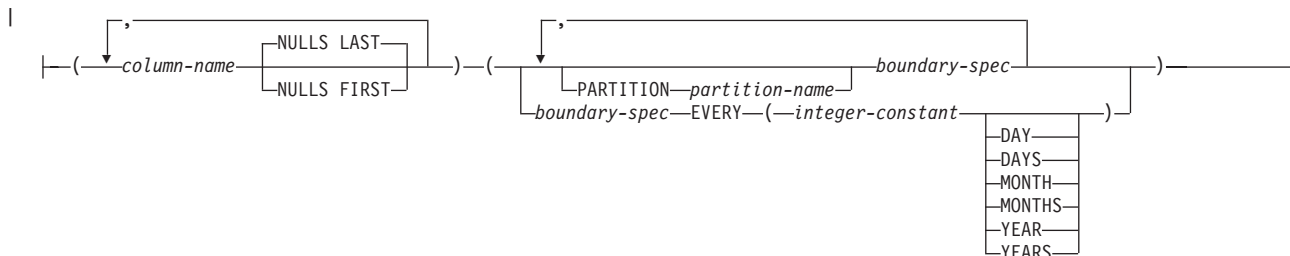 ,                                   ,
( column-name NULLS LAST ) ( PARTITION partition-name boundary-spec )
NULLS FIRST
boundary-spec EVERY ( integer-constant )
DAY
DAYS
MONTH
MONTHS
YEAR
YEARS